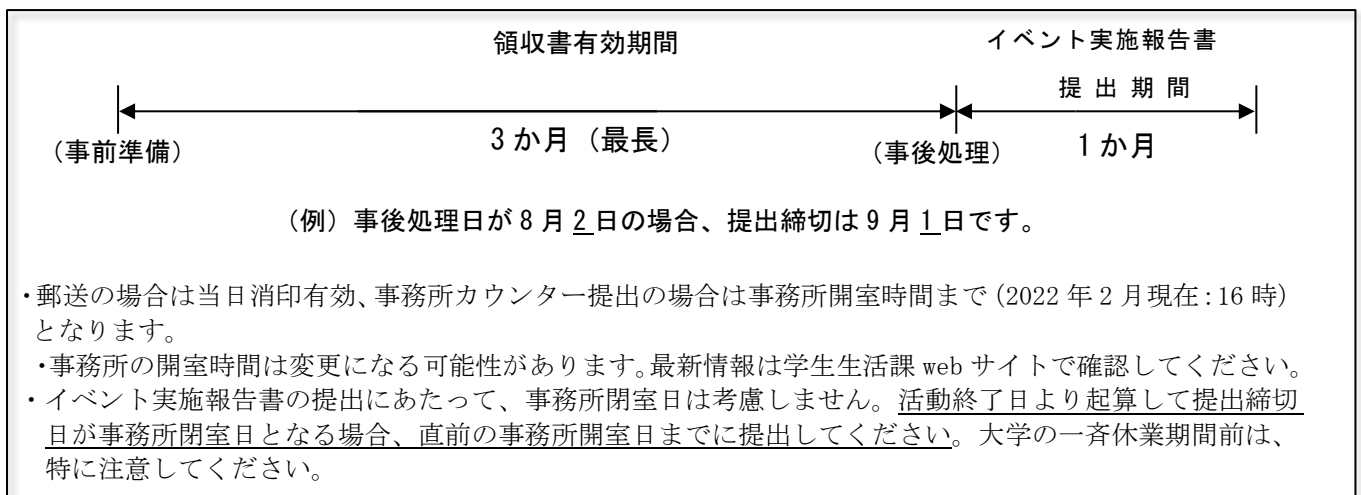 領収書有効期間
イベント実施報告書
提出期間
3か月（最長）
1か月
（事前準備）
（事後処理）
（例）事後処理日が8月2日の場合、提出締切は9月1日です。
・郵送の場合は当日消印有効、事務所カウンター提出の場合は事務所開室時間まで(2022年2月現在:16時)
となります。
・事務所の開室時間は変更になる可能性があります。最新情報は学生生活課webサイトで確認してください。
・イベント実施報告書の提出にあたって、事務所閉室日は考慮しません。活動終了日より起算して提出締切
日が事務所閉室日となる場合、直前の事務所開室日までに提出してください。大学の一斉休業期間前は、
特に注意してください。